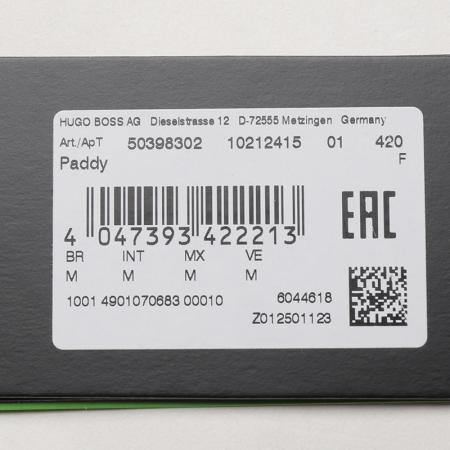 HUGO BOSS AG Dieselstrasse 12 D-72555 Metzingen Germany
Art./АрТ 50398302 10212415 01 420
Paddy F
EAC
4 047393 422213
BR INT MX VE
M M M M
1001 4901070683 00010 6044618
Z012501123